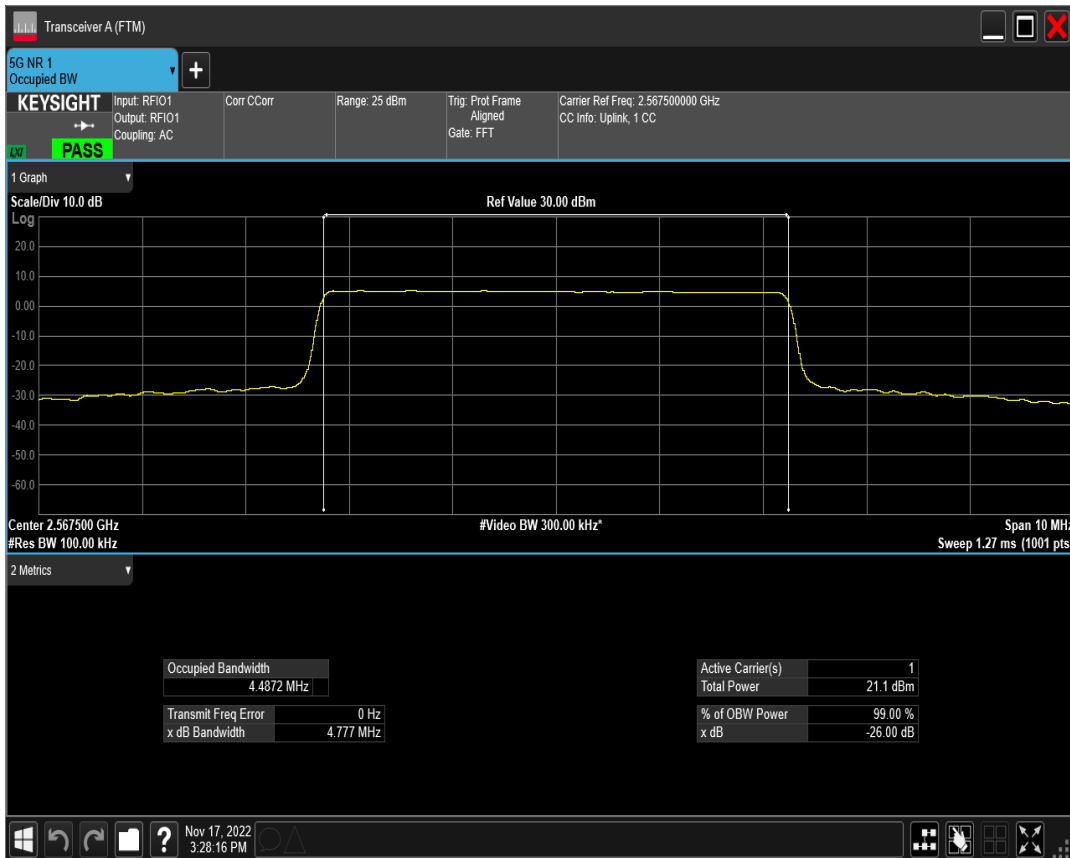 Transceiver A (FTM)
5G NR 1
Occupied BW
+
KEYSIGHT
LXI
PASS
Input: RFIO1
Output: RFIO1
Coupling: AC
Corr CCorr
Range: 25 dBm
Trig: Prot Frame
Aligned
Gate: FFT
Carrier Ref Freq: 2.567500000 GHz
CC Info: Uplink, 1 CC
1 Graph
Scale/Div 10.0 dB
Ref Value 30.00 dBm
Log
20.0
10.0
0.00
-10.0
-20.0
-30.0
-40.0
-50.0
-60.0
Center 2.567500 GHz
#Video BW 300.00 kHz*
Span 10 MHz
#Res BW 100.00 kHz
Sweep 1.27 ms (1001 pts
2 Metrics
Occupied Bandwidth
4.4872 MHz
Transmit Freq Error 0 Hz
x dB Bandwidth 4.777 MHz
Active Carrier(s) 1
Total Power 21.1 dBm
% of OBW Power 99.00 %
x dB -26.00 dB
?
Nov 17, 2022
3:28:16 PM